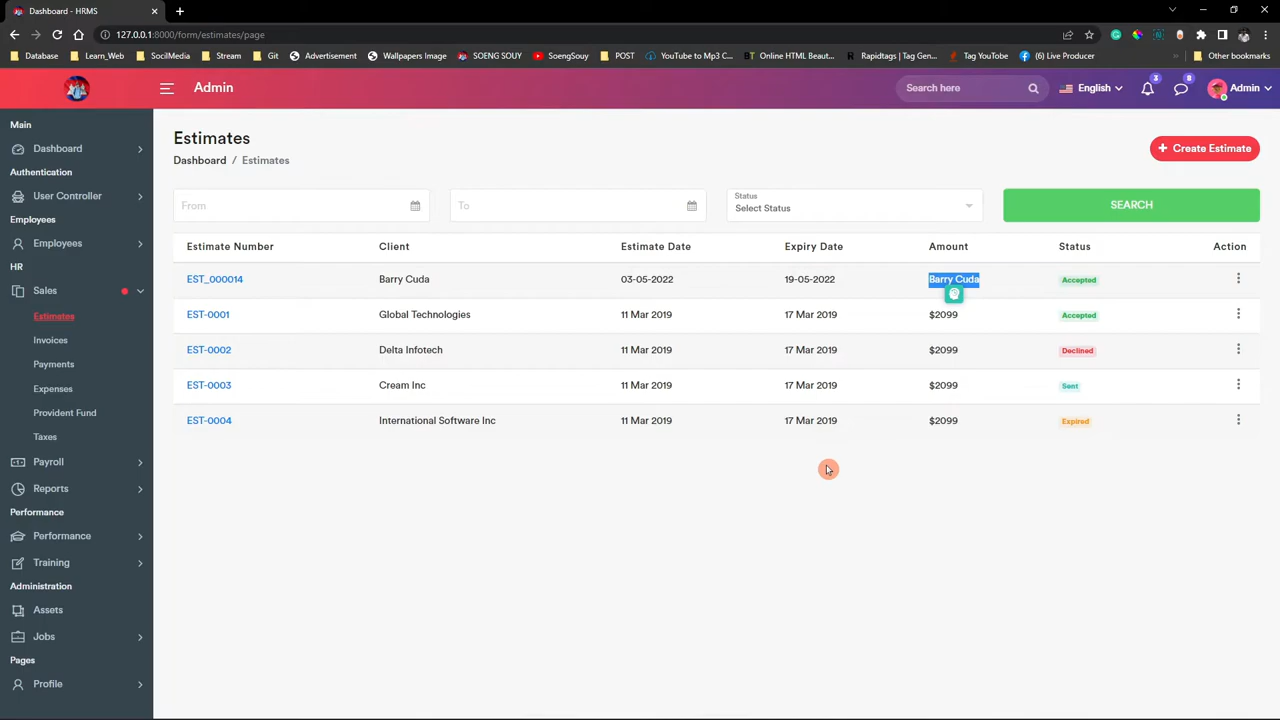 Dashboard - HRMS
127.0.0.1:8000/form/estimates/page
Database Learn_Web SocilMedia Stream Git Advertisement Wallpapers Image SOENG SOUY SoengSouy POST YouTube to Mp3 C... Online HTML Beaut... Rapidtags | Tag Gen... Tag YouTube (6) Live Producer Other bookmarks
Admin
Search here
English
3
8
Admin
Main
Dashboard
Authentication
User Controller
Employees
Employees
HR
Sales
Estimates
Invoices
Payments
Expenses
Provident Fund
Taxes
Payroll
Reports
Performance
Performance
Training
Administration
Assets
Jobs
Pages
Profile
Estimates
Dashboard / Estimates
+ Create Estimate
From
To
Status
Select Status
SEARCH
Estimate Number Client Estimate Date Expiry Date Amount Status Action
EST_000014 Barry Cuda 03-05-2022 19-05-2022 Barry Cuda Accepted
EST-0001 Global Technologies 11 Mar 2019 17 Mar 2019 $2099 Accepted
EST-0002 Delta Infotech 11 Mar 2019 17 Mar 2019 $2099 Declined
EST-0003 Cream Inc 11 Mar 2019 17 Mar 2019 $2099 Sent
EST-0004 International Software Inc 11 Mar 2019 17 Mar 2019 $2099 Expired